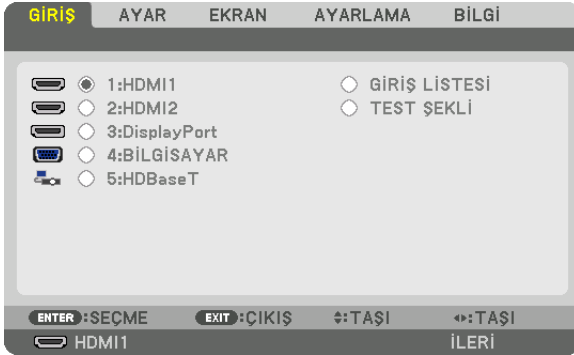 GİRİŞ AYAR EKRAN AYARLAMA BİLGİ
1:HDMI1 GİRİŞ LİSTESİ
2:HDMI2 TEST ŞEKLİ
3:DisplayPort
4:BİLGİSAYAR
5:HDBaseT
ENTER:SEÇME EXIT:ÇIKIŞ :TAŞI :TAŞI
HDMI1 İLERİ